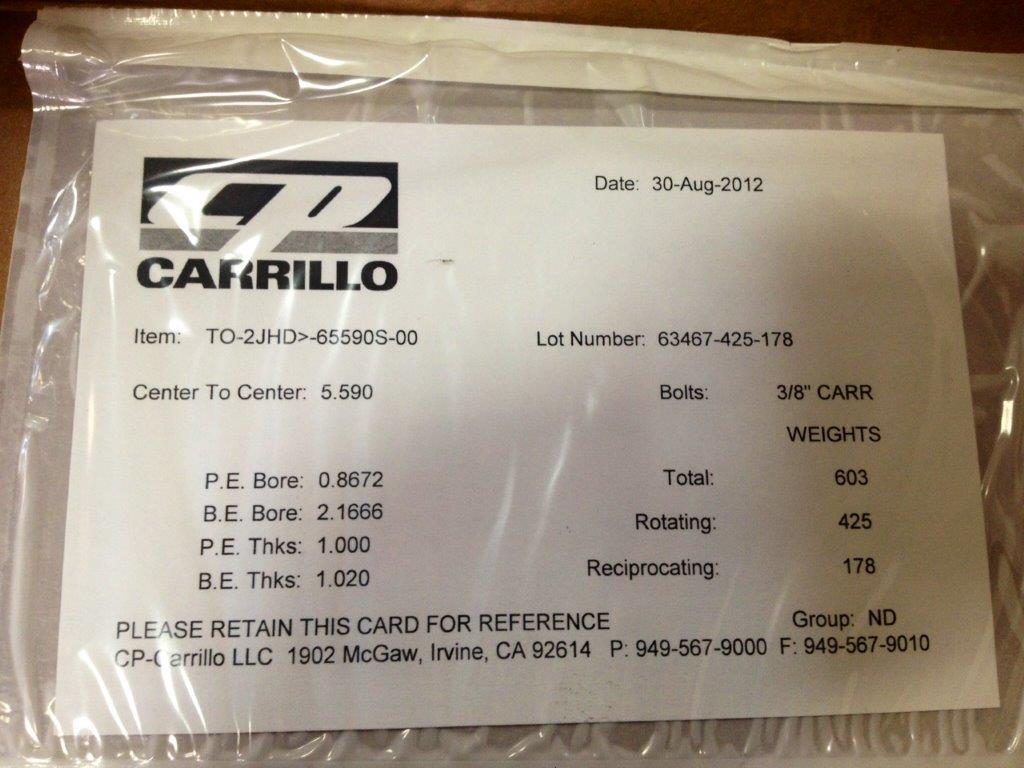 CP
CARRILLO
Date: 30-Aug-2012
Item: TO-2JHD>-65590S-00 Lot Number: 63467-425-178
Center To Center: 5.590 Bolts: 3/8" CARR
WEIGHTS
P.E. Bore: 0.8672 Total: 603
B.E. Bore: 2.1666 Rotating: 425
P.E. Thks: 1.000
B.E. Thks: 1.020 Reciprocating: 178
PLEASE RETAIN THIS CARD FOR REFERENCE Group: ND
CP-Carrillo LLC 1902 McGaw, Irvine, CA 92614 P: 949-567-9000 F: 949-567-9010